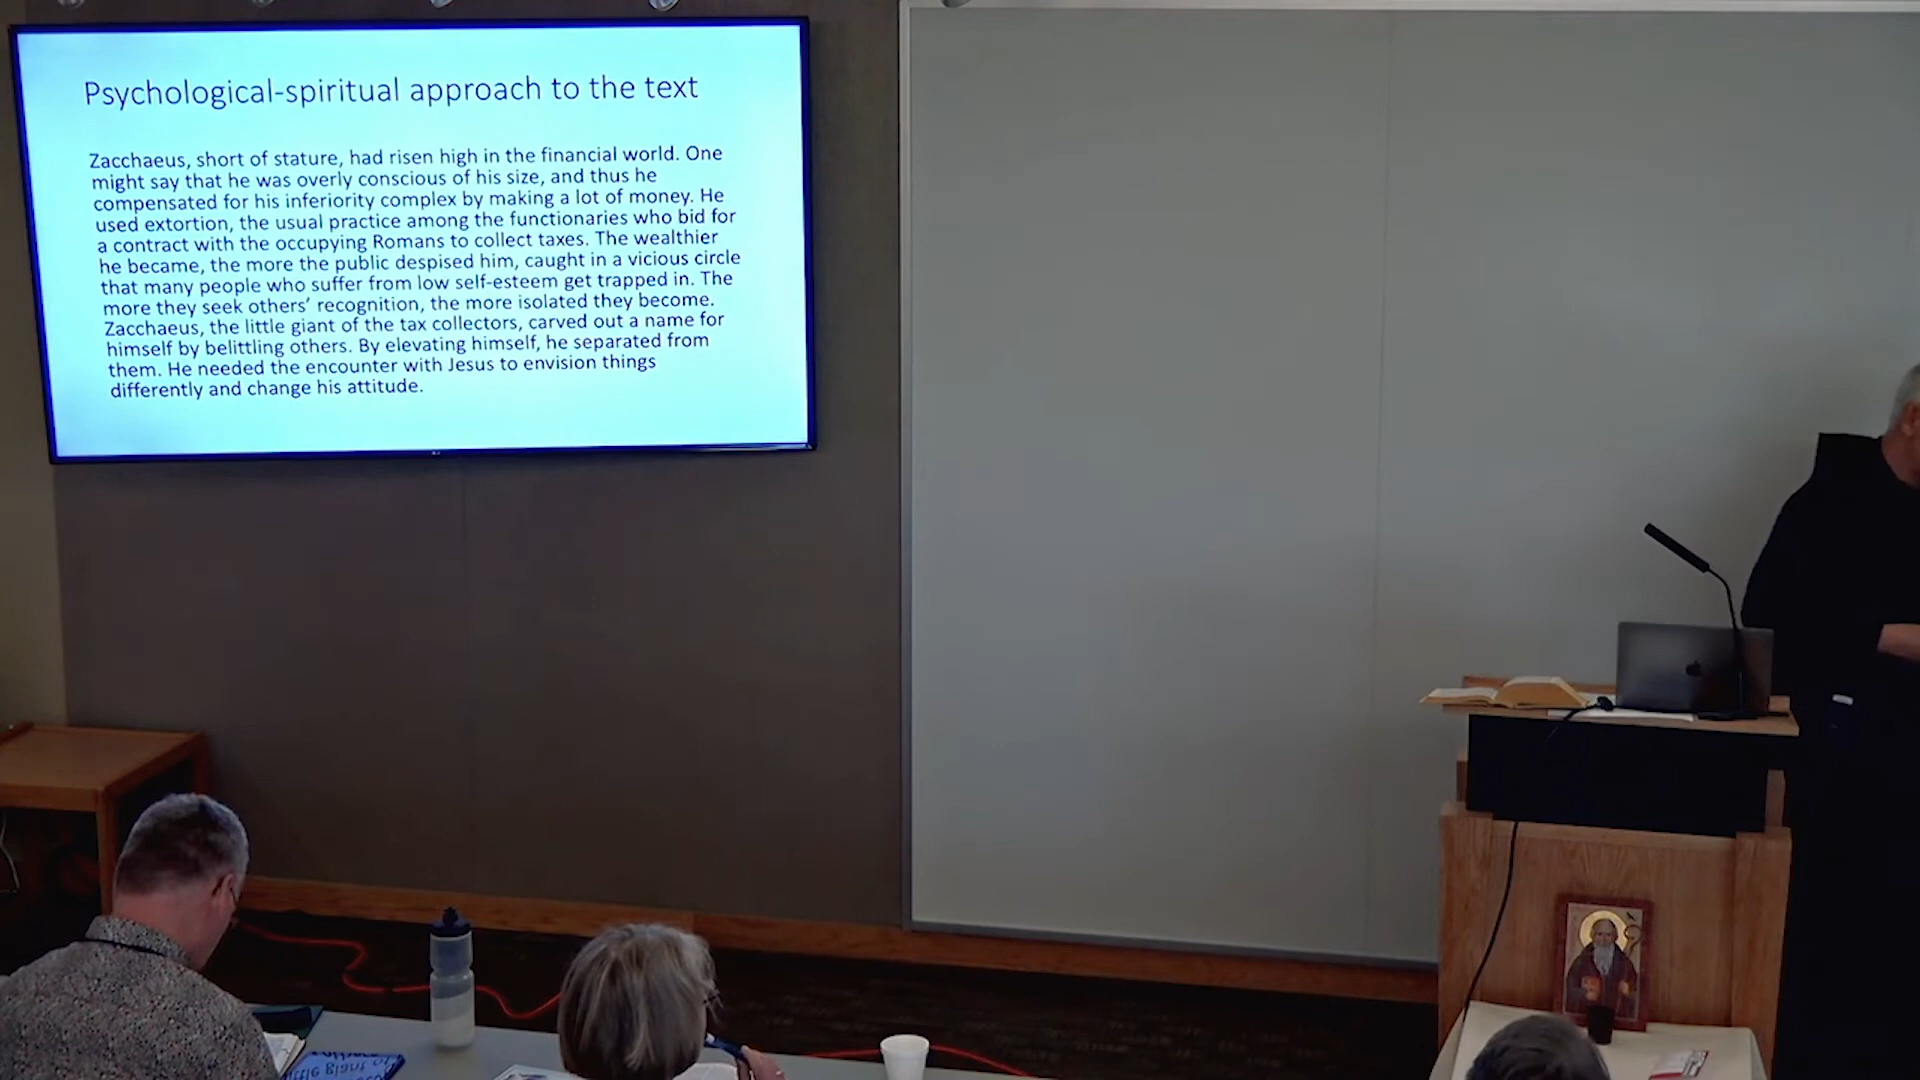 Psychological-spiritual approach to the text
Zacchaeus, short of stature, had risen high in the financial world. One
might say that he was overly conscious of his size, and thus he
compensated for his inferiority complex by making a lot of money. He
used extortion, the usual practice among the functionaries who bid for
a contract with the occupying Romans to collect taxes. The wealthier
he became, the more the public despised him, caught in a vicious circle
that many people who suffer from low self-esteem get trapped in. The
more they seek others’ recognition, the more isolated they become.
Zacchaeus, the little giant of the tax collectors, carved out a name for
himself by belittling others. By elevating himself, he separated from
them. He needed the encounter with Jesus to envision things
differently and change his attitude.